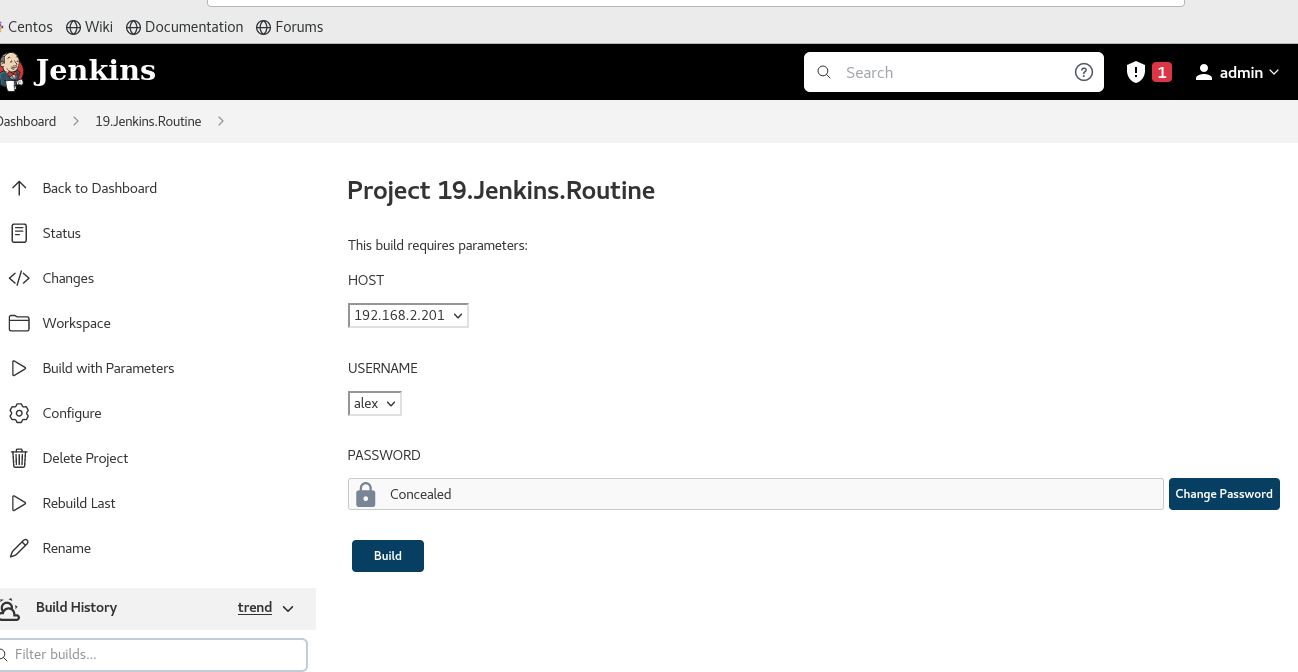 Centos Wiki Documentation Forums
Jenkins Search 1 admin
Dashboard 19.Jenkins.Routine
Back to Dashboard
Status
Changes
Workspace
Build with Parameters
Configure
Delete Project
Rebuild Last
Rename
Build History trend
Filter builds...
Project 19.Jenkins.Routine
This build requires parameters:
HOST
192.168.2.201
USERNAME
alex
PASSWORD
Concealed Change Password
Build